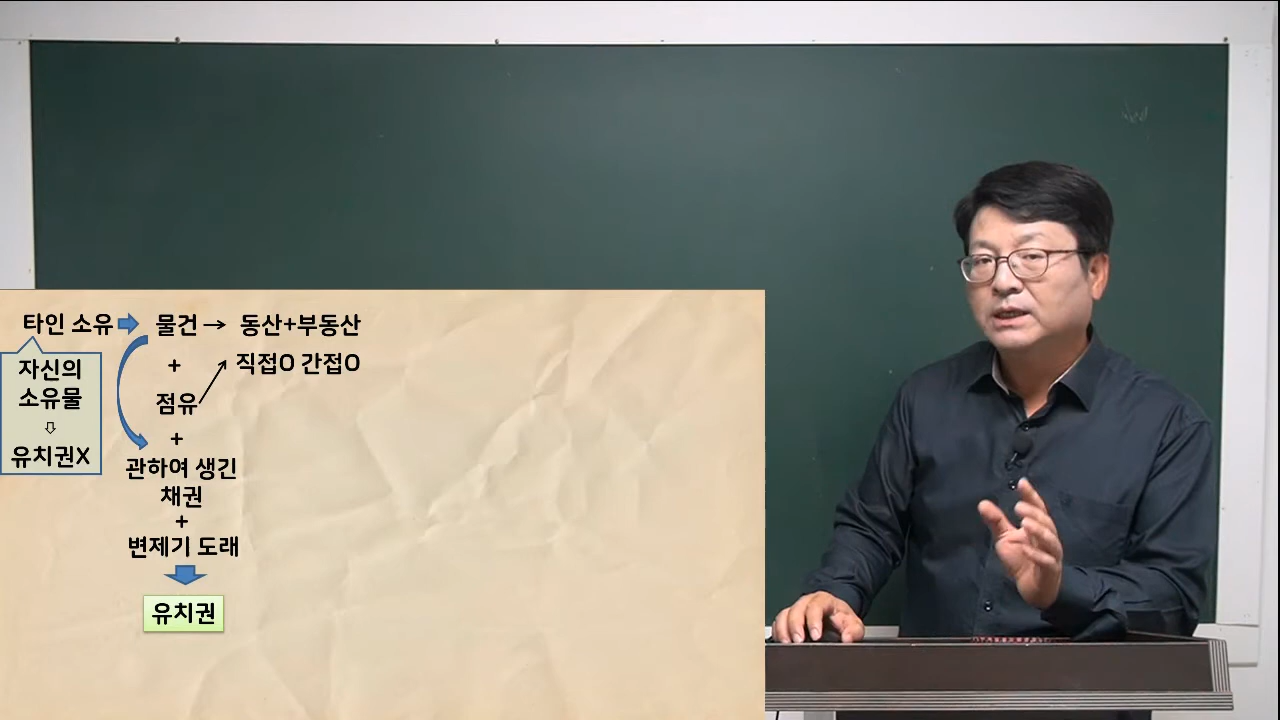 타인 소유 물건 → 동산+부동산
자신의
소유물
유치권X
+
직접O 간접O
점유
+
관하여 생긴
채권
+
변제기 도래
유치권